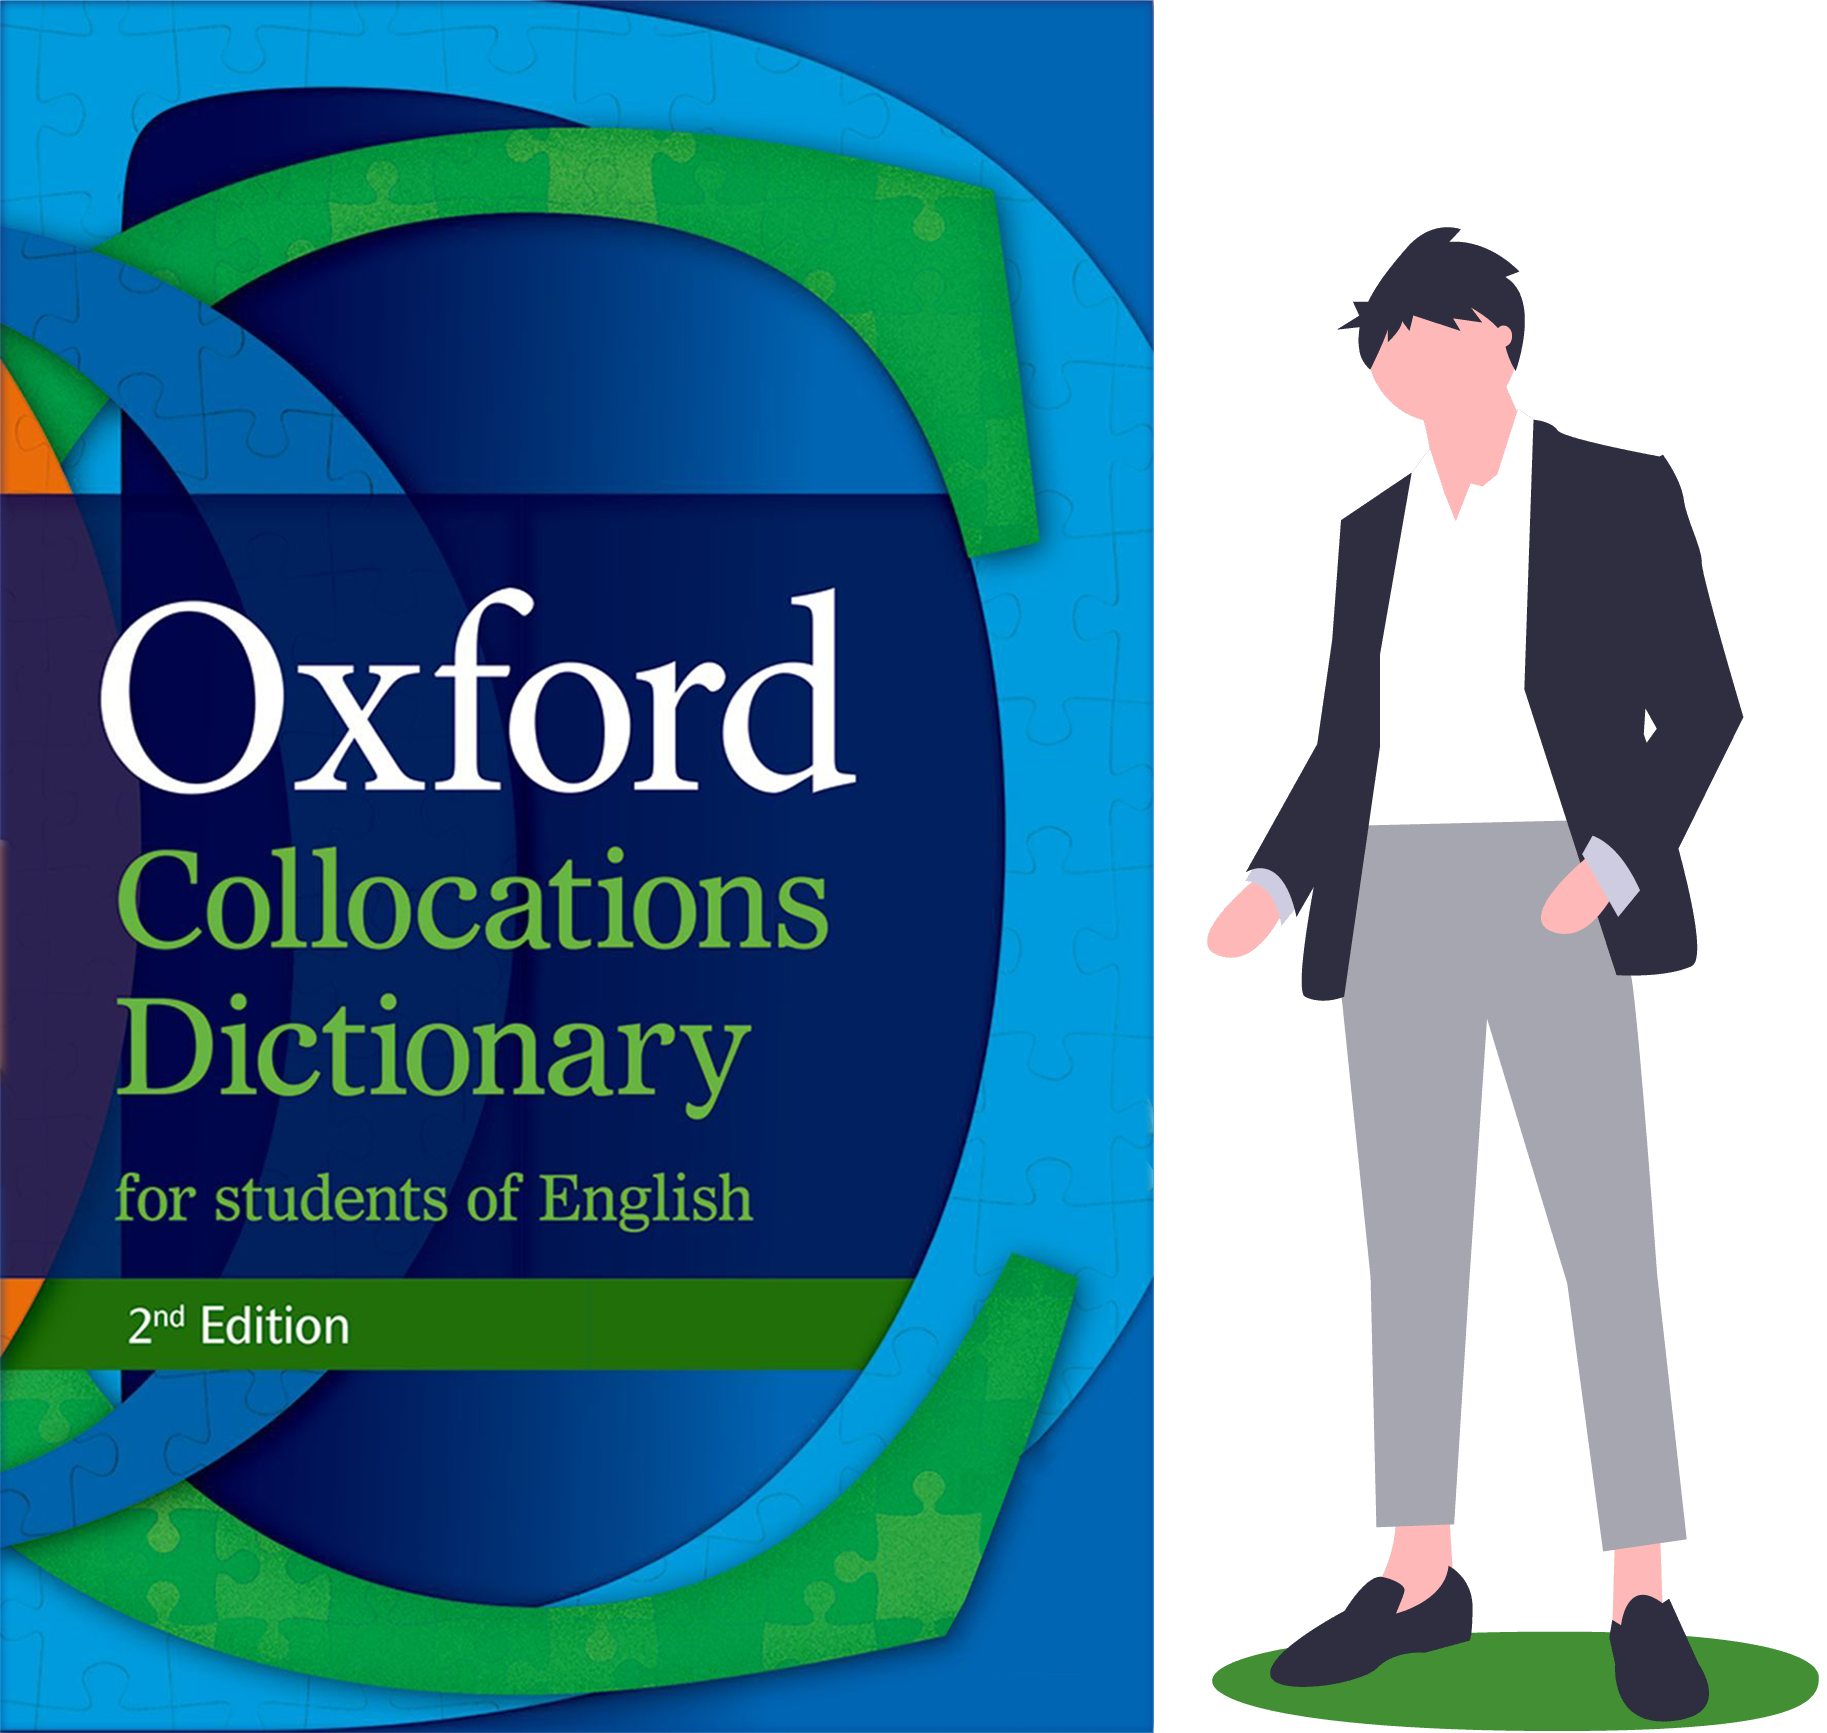 Oxford
Collocations
Dictionary
for students of English
2nd Edition